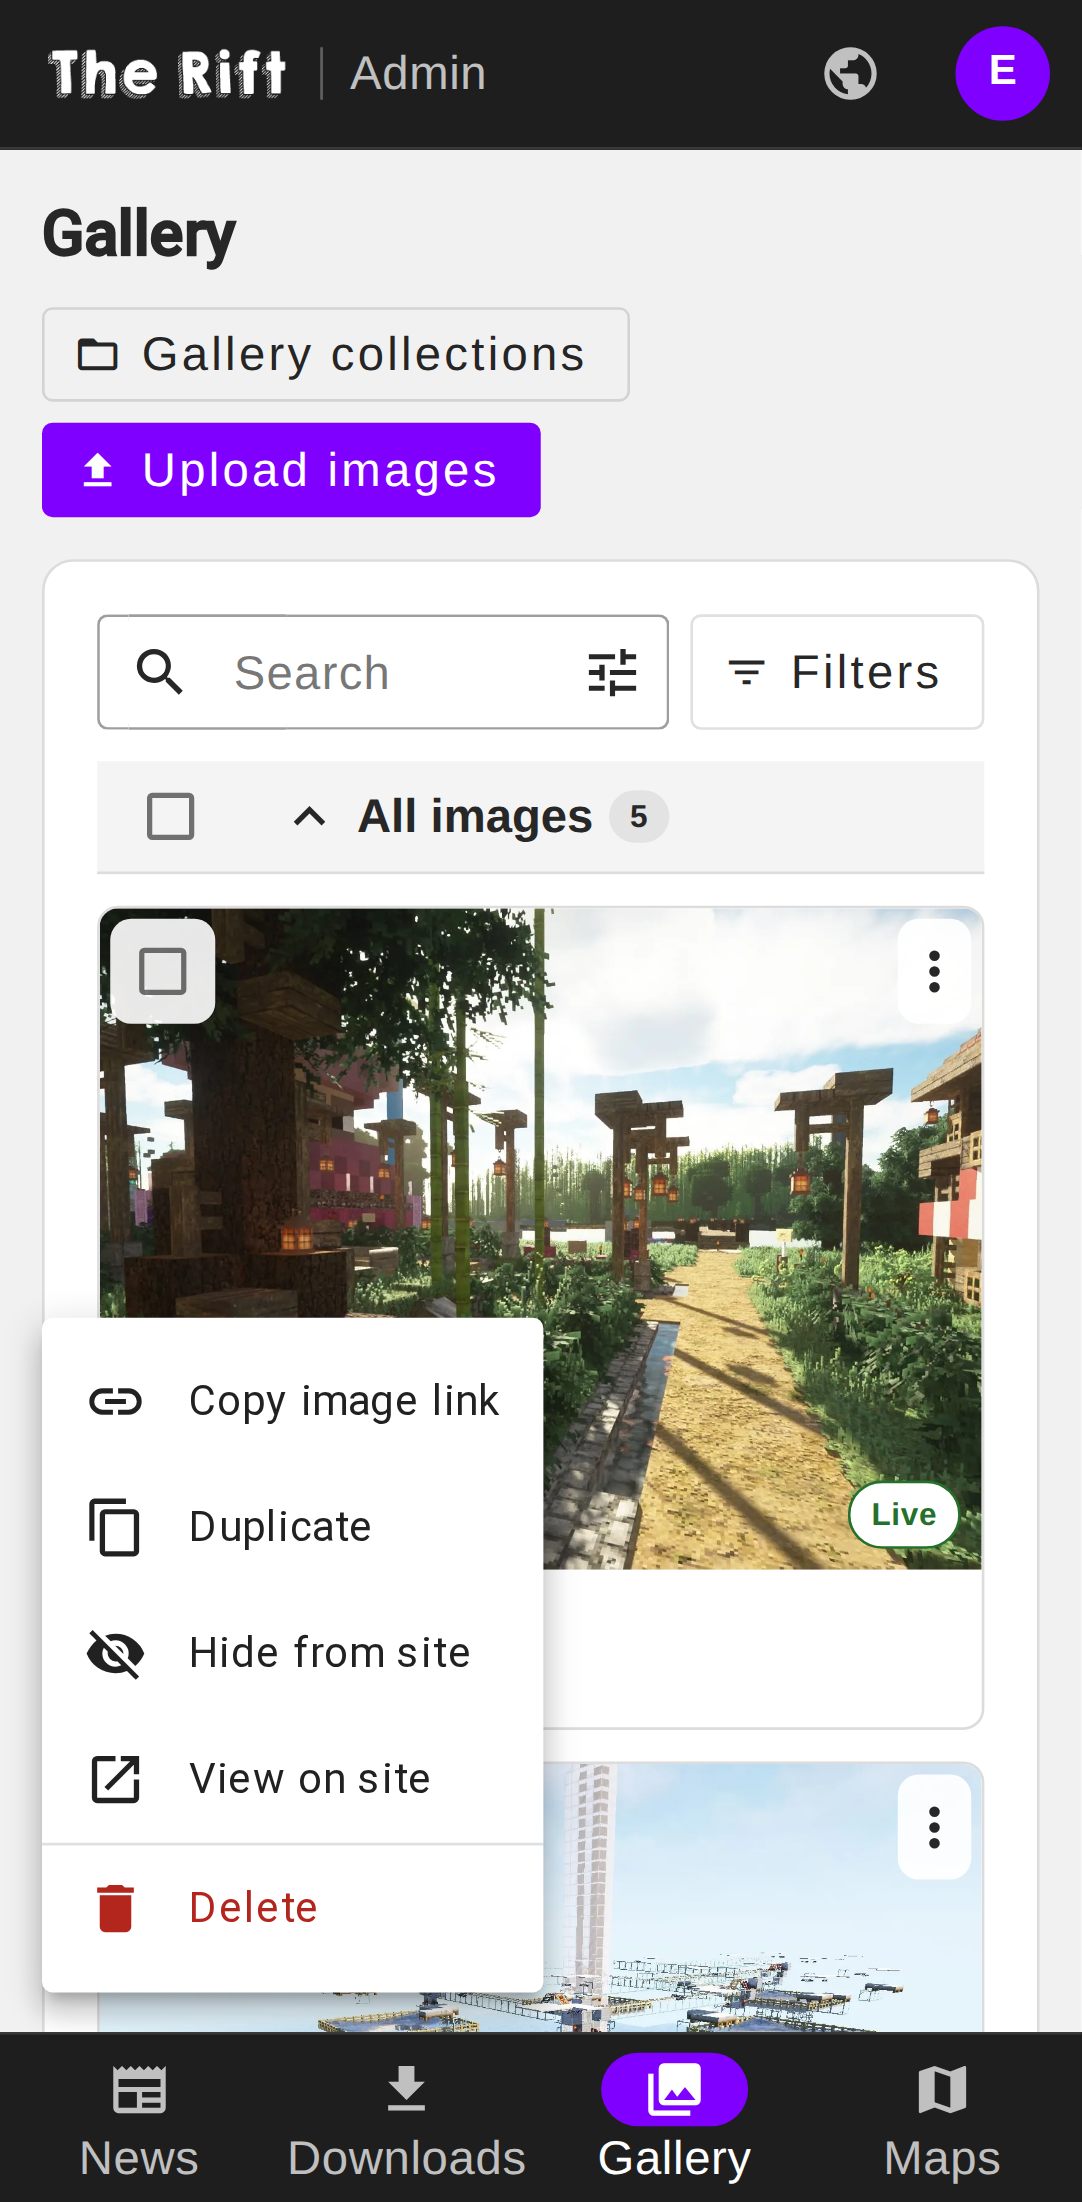 The Rift
Admin
E
Gallery
Gallery collections
Upload images
Search
Filters
All images 5
Live
Copy image link
Duplicate
Hide from site
View on site
Delete
News
Downloads
Gallery
Maps